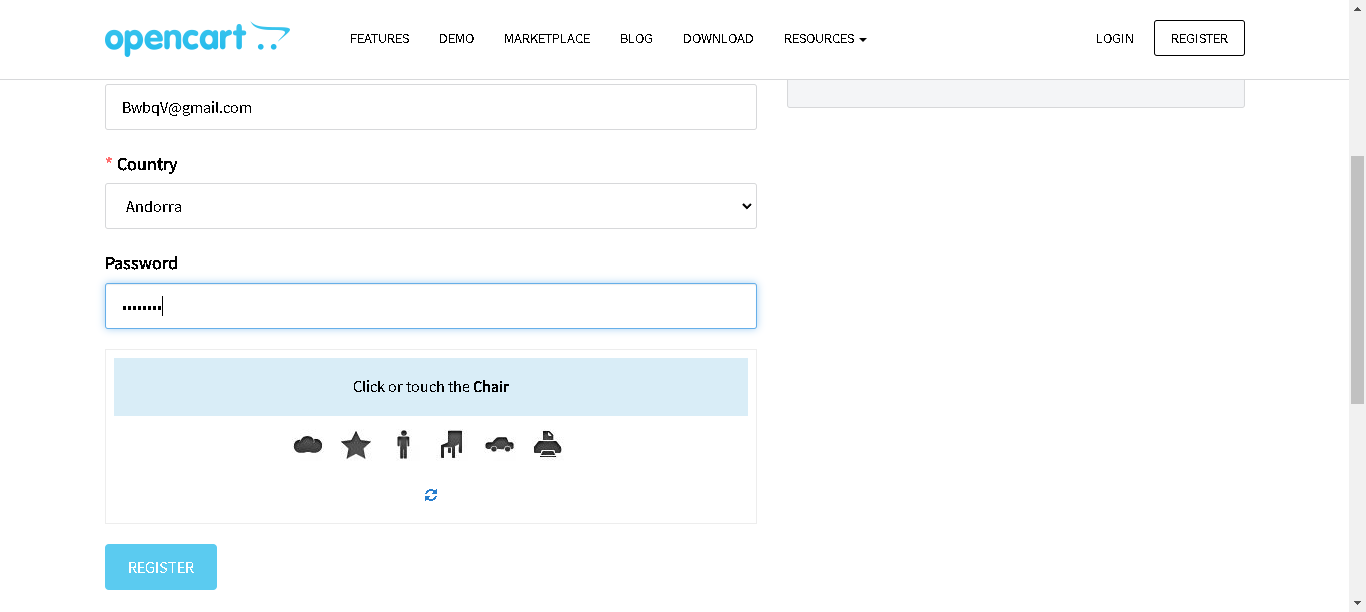 opencart
FEATURES DEMO MARKETPLACE BLOG DOWNLOAD RESOURCES LOGIN REGISTER
BwbqV@gmail.com
* Country
Andorra
Password
••••••••
Click or touch the Chair
REGISTER